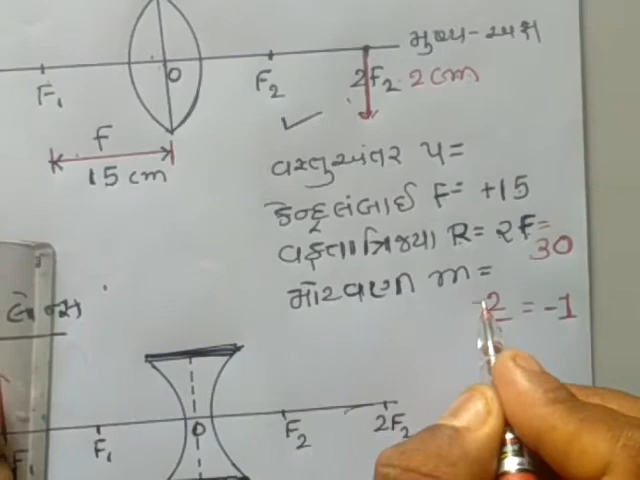 મુખ્ય-અક્ષ
F₁ O F₂ 2F₂ 2cm
F
15 cm
વસ્તુઅંતર u=
કેન્દ્રલંબાઈ F= +15
વક્રતાત્રિજ્યા R= 2F= 30
મોટવણી m=
-2 = -1
લેન્સ
F₁ F₁ O F₂ 2F₂